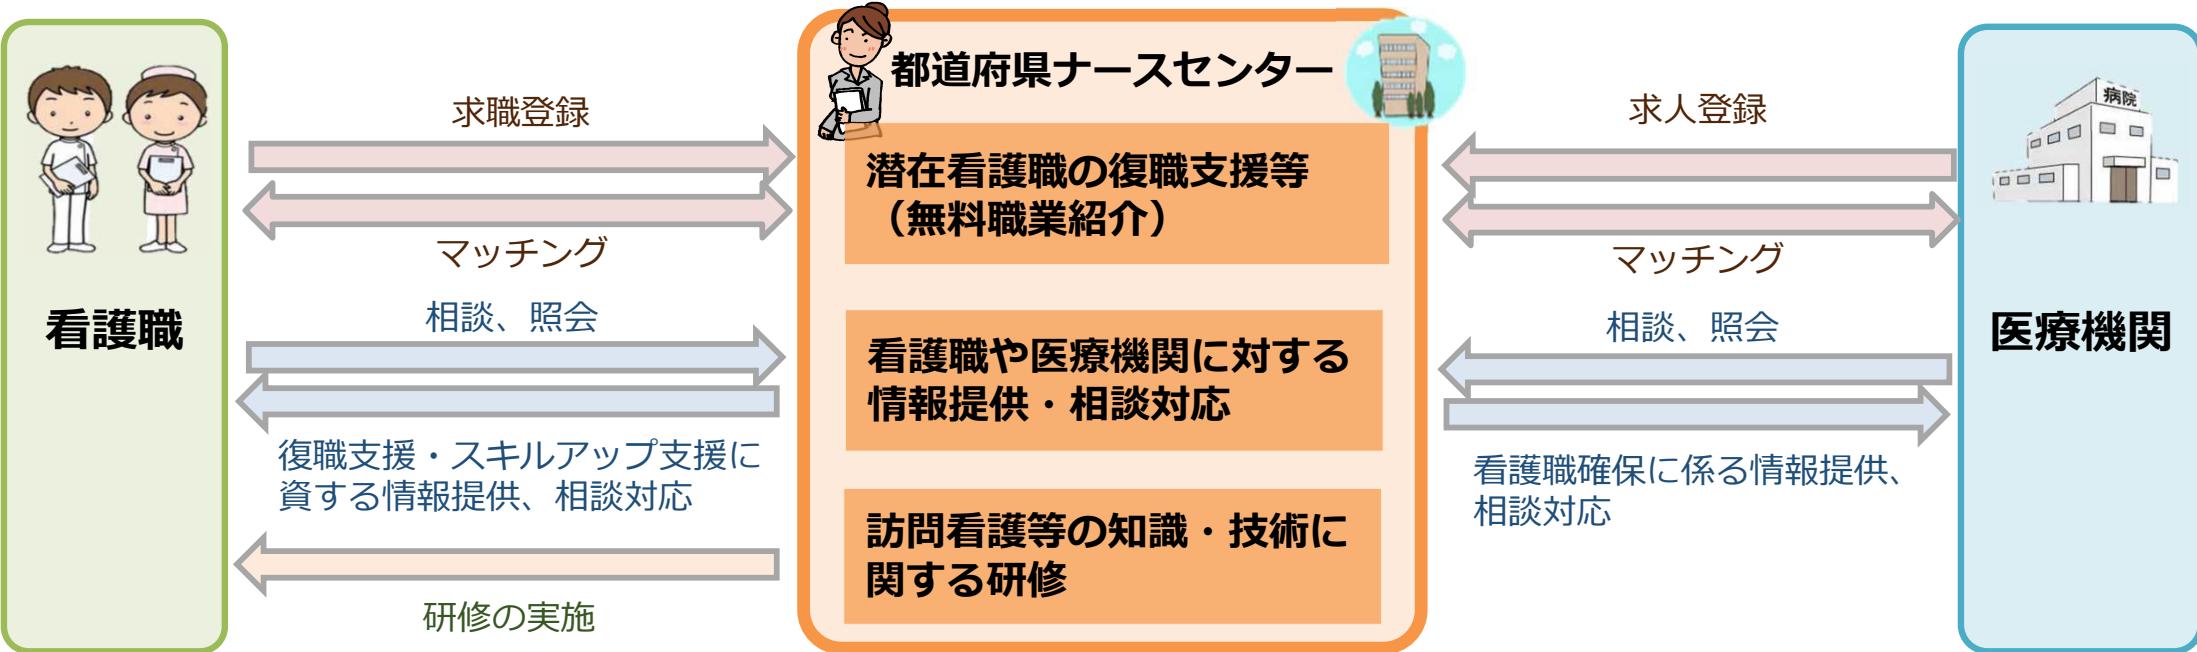 都道府県ナースセンター
求職登録
求人登録
病院
潜在看護職の復職支援等
（無料職業紹介）
マッチング
マッチング
看護職
相談、照会
相談、照会
医療機関
看護職や医療機関に対する
情報提供・相談対応
復職支援・スキルアップ支援に
資する情報提供、相談対応
看護職確保に係る情報提供、
相談対応
訪問看護等の知識・技術に
関する研修
研修の実施